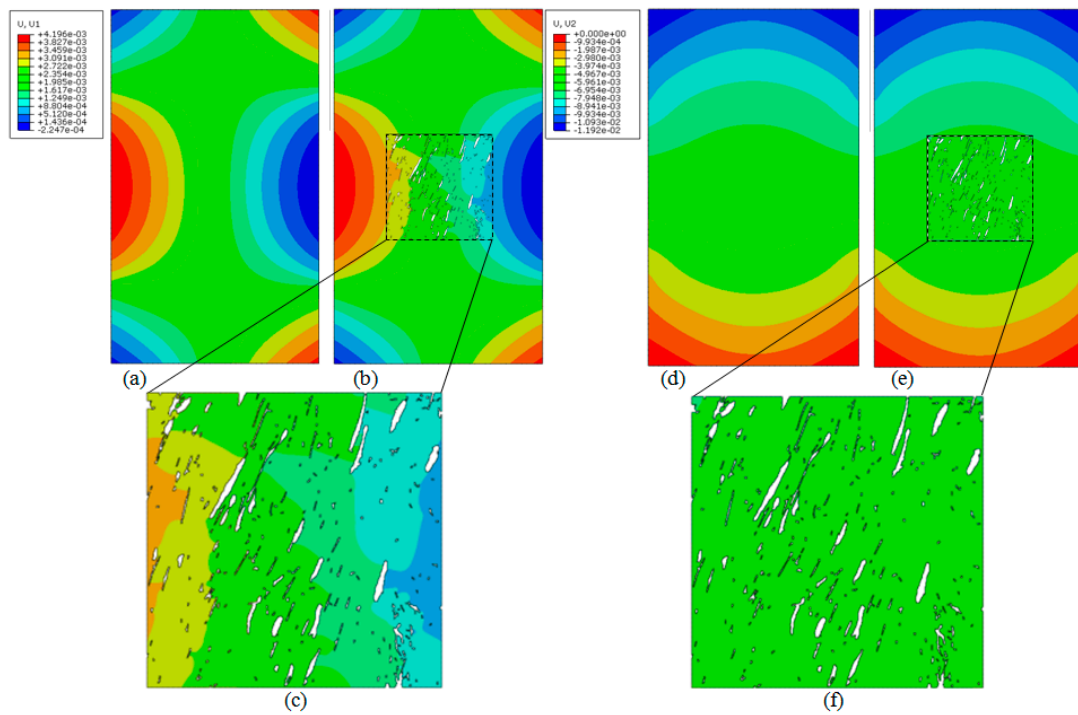 U, U1
+4.196e-03
+3.827e-03
+3.459e-03
+3.091e-03
+2.722e-03
+2.354e-03
+1.985e-03
+1.617e-03
+1.249e-03
+8.804e-04
+5.120e-04
+1.436e-04
-2.247e-04
U, U2
+0.000e+00
-9.934e-04
-1.987e-03
-2.980e-03
-3.974e-03
-4.967e-03
-5.961e-03
-6.954e-03
-7.948e-03
-8.941e-03
-9.934e-03
-1.093e-02
-1.192e-02
(a)
(b)
(d)
(e)
(c)
(f)